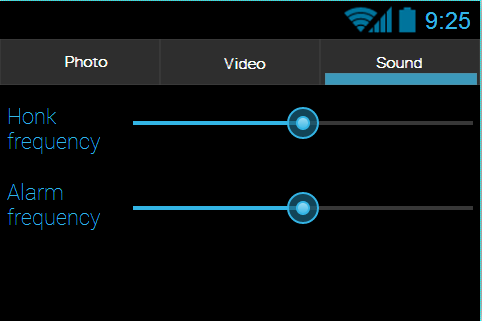 9:25
Photo Video Sound
Honk
frequency
Alarm
frequency